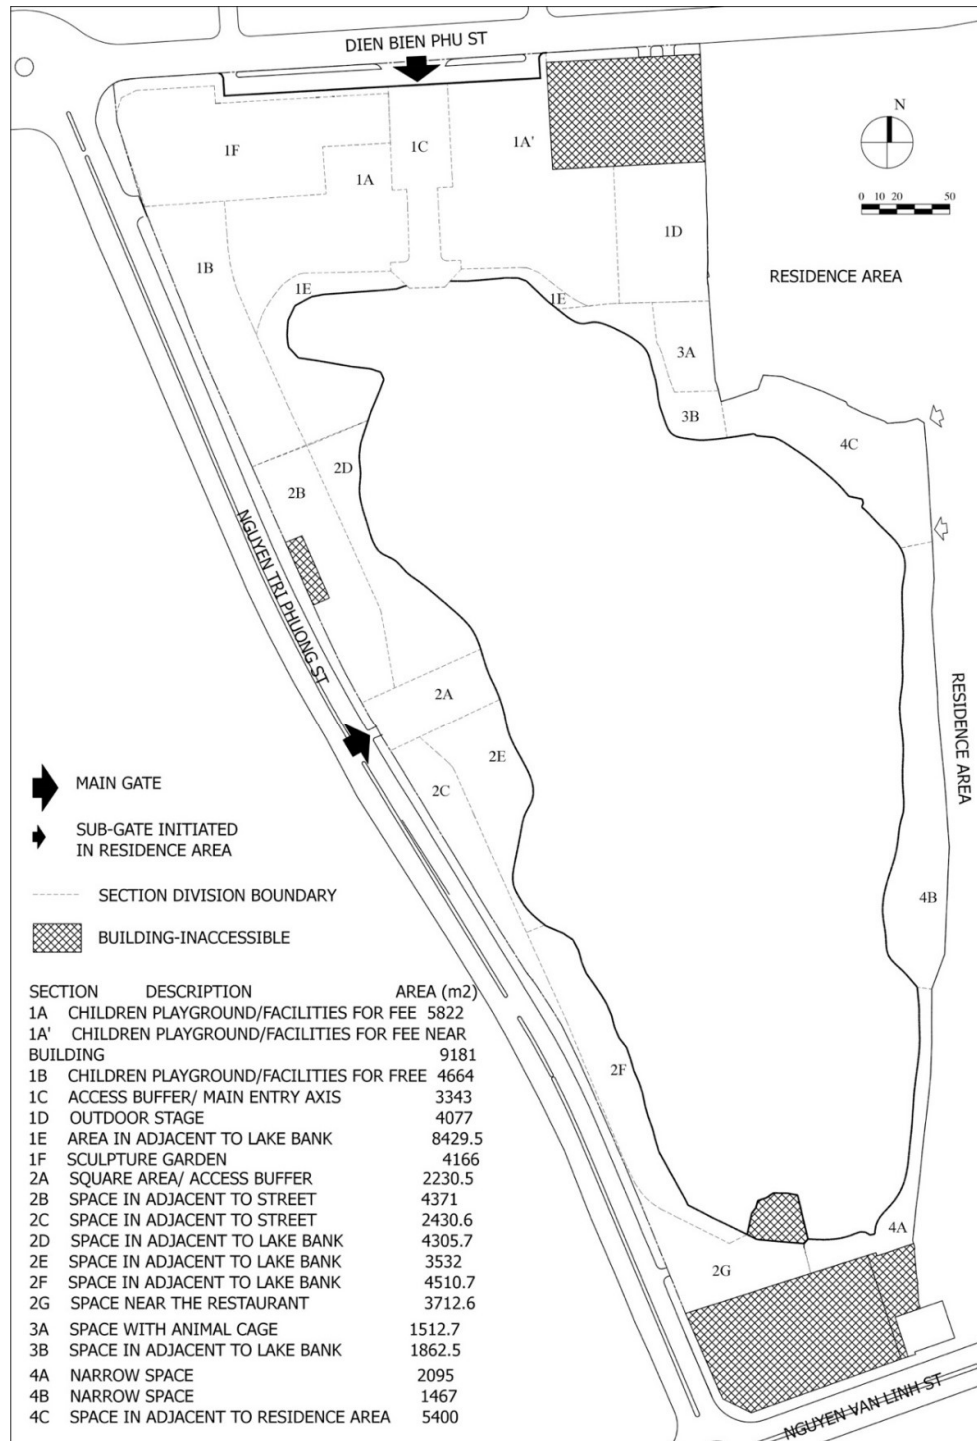 DIEN BIEN PHU ST
N
0 10 20 50
1F
1C
1A'
1A
1D
1B
RESIDENCE AREA
1E
1E
3A
3B
4C
2D
2B
NGUYEN TRI PHUONG ST
2A
RESIDENCE AREA
2E
2C
4B
2F
4A
2G
NGUYEN VAN LINH ST
MAIN GATE
SUB-GATE INITIATED
IN RESIDENCE AREA
SECTION DIVISION BOUNDARY
BUILDING-INACCESSIBLE
SECTION DESCRIPTION AREA (m2)
1A CHILDREN PLAYGROUND/FACILITIES FOR FEE 5822
1A' CHILDREN PLAYGROUND/FACILITIES FOR FEE NEAR
BUILDING 9181
1B CHILDREN PLAYGROUND/FACILITIES FOR FREE 4664
1C ACCESS BUFFER/ MAIN ENTRY AXIS 3343
1D OUTDOOR STAGE 4077
1E AREA IN ADJACENT TO LAKE BANK 8429.5
1F SCULPTURE GARDEN 4166
2A SQUARE AREA/ ACCESS BUFFER 2230.5
2B SPACE IN ADJACENT TO STREET 4371
2C SPACE IN ADJACENT TO STREET 2430.6
2D SPACE IN ADJACENT TO LAKE BANK 4305.7
2E SPACE IN ADJACENT TO LAKE BANK 3532
2F SPACE IN ADJACENT TO LAKE BANK 4510.7
2G SPACE NEAR THE RESTAURANT 3712.6
3A SPACE WITH ANIMAL CAGE 1512.7
3B SPACE IN ADJACENT TO LAKE BANK 1862.5
4A NARROW SPACE 2095
4B NARROW SPACE 1467
4C SPACE IN ADJACENT TO RESIDENCE AREA 5400